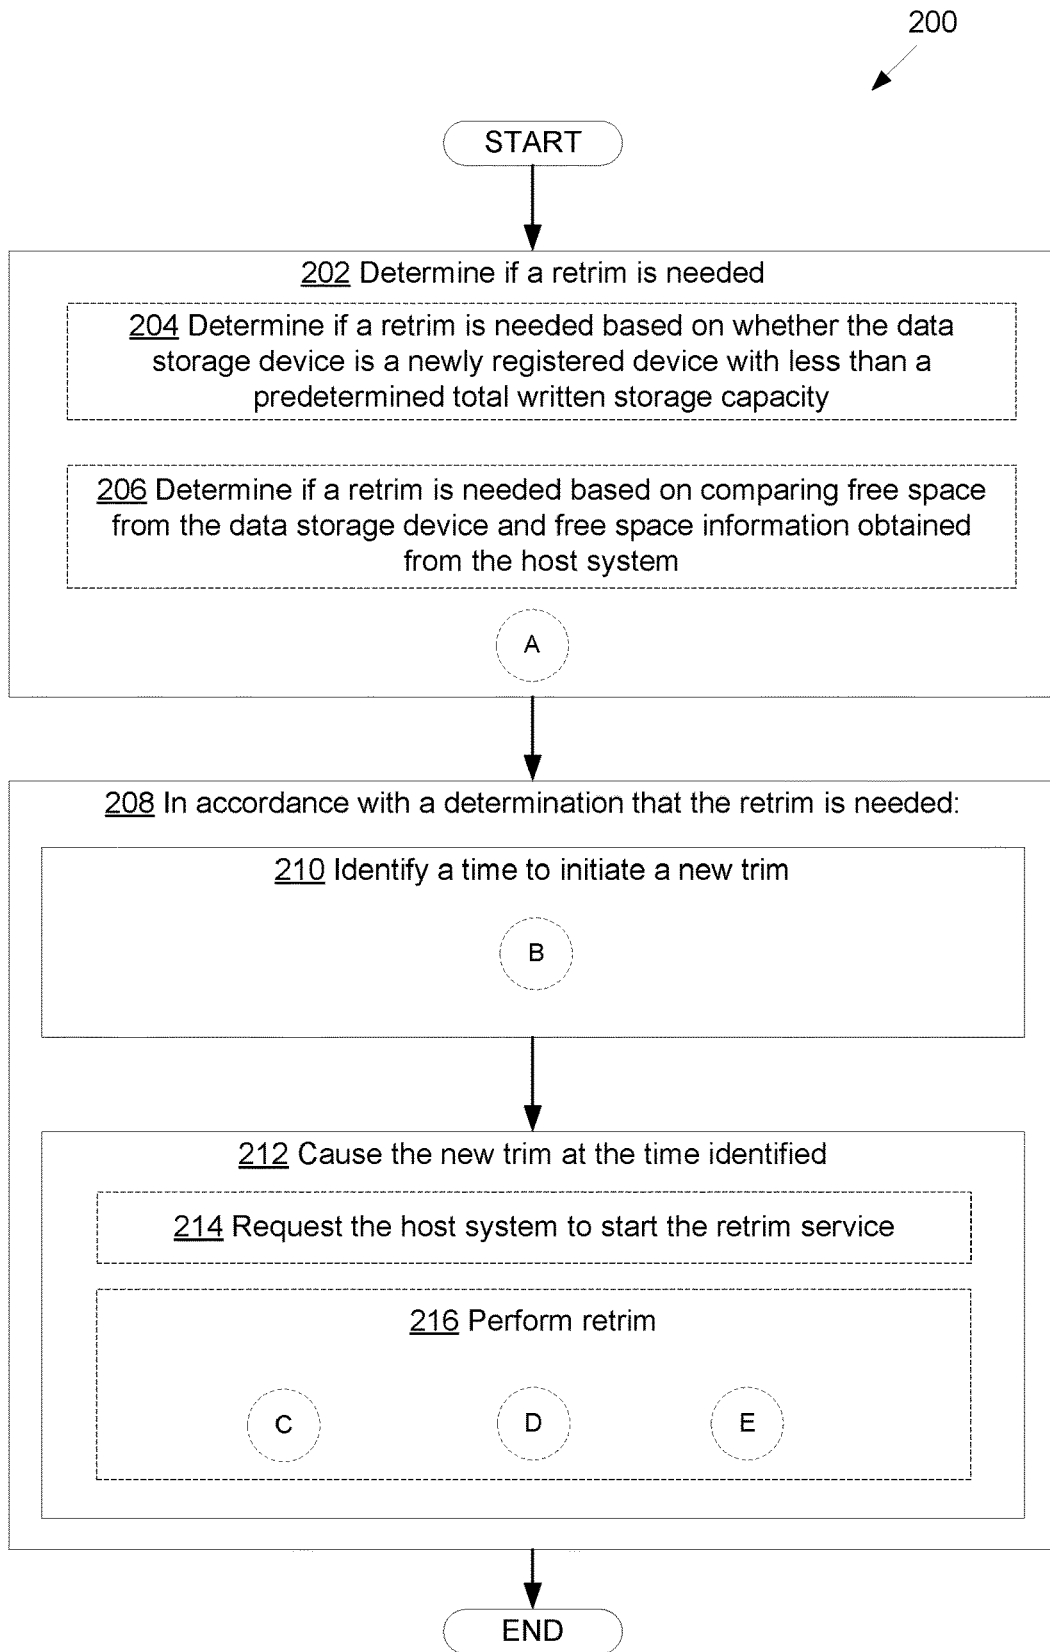 200
START
202 Determine if a retrim is needed
204 Determine if a retrim is needed based on whether the data
storage device is a newly registered device with less than a
predetermined total written storage capacity
206 Determine if a retrim is needed based on comparing free space
from the data storage device and free space information obtained
from the host system
A
208 In accordance with a determination that the retrim is needed:
210 Identify a time to initiate a new trim
B
212 Cause the new trim at the time identified
214 Request the host system to start the retrim service
216 Perform retrim
C D E
END